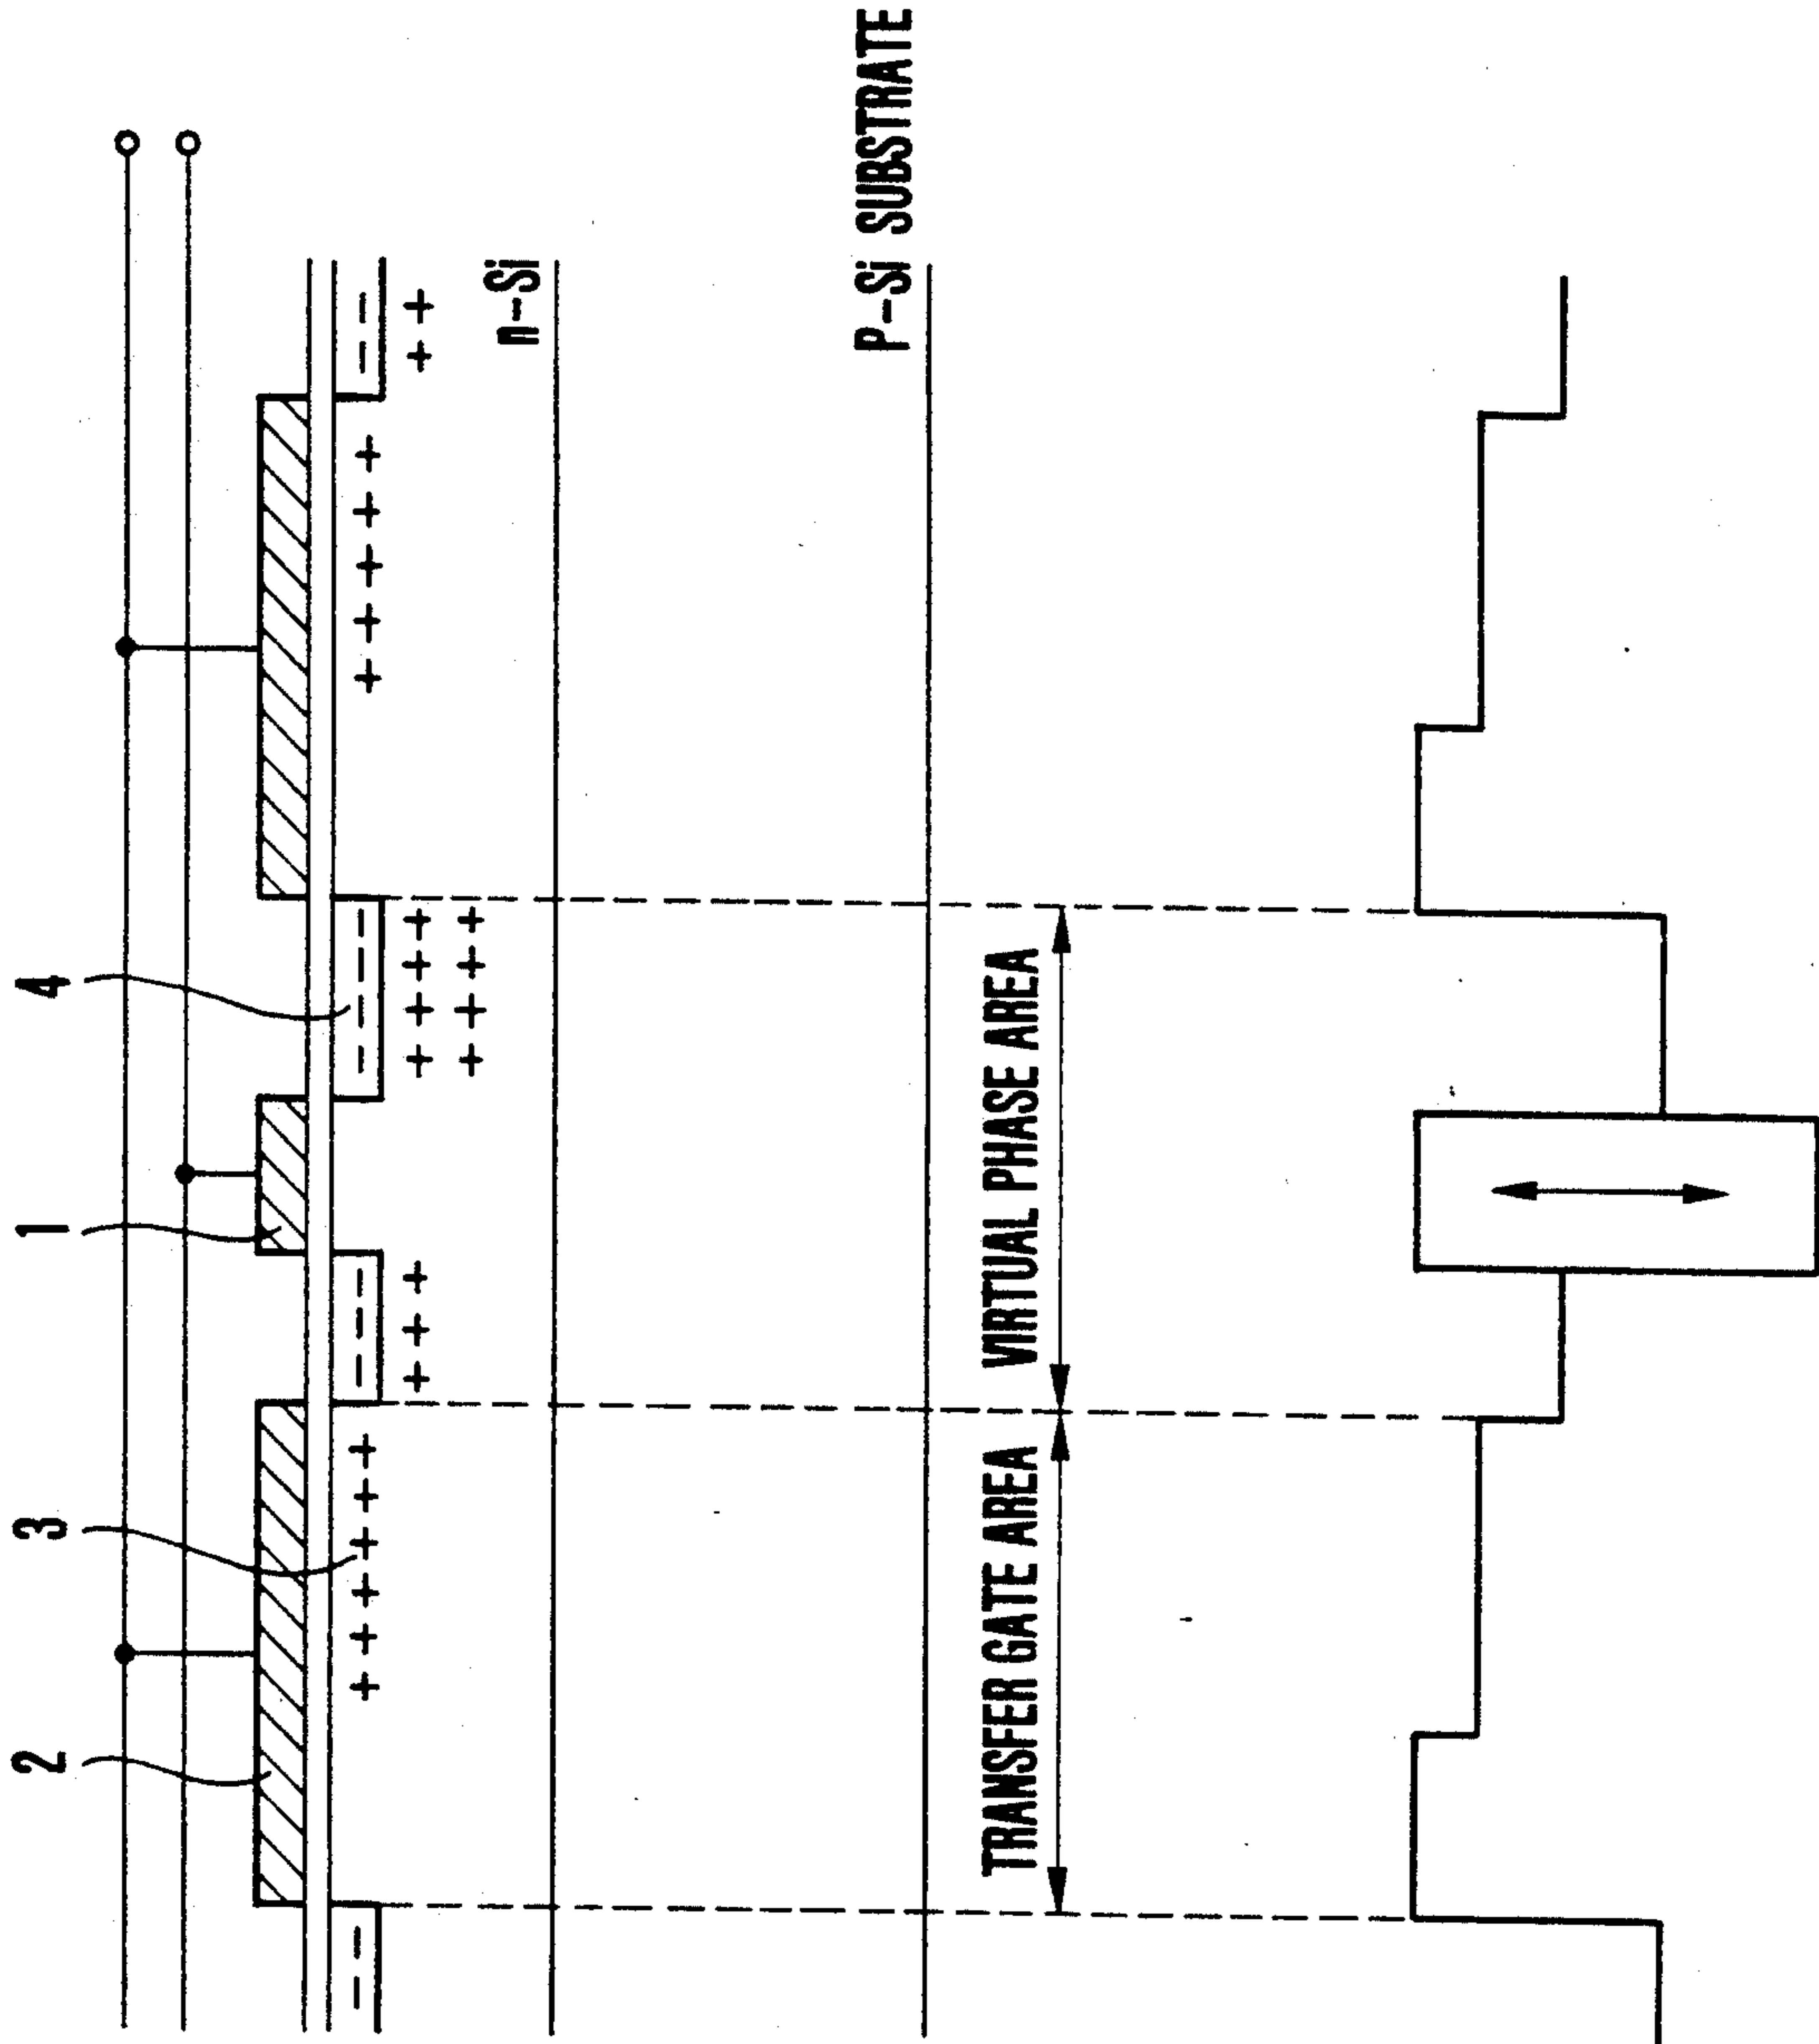 2 3 1 4
n-Si
P-Si SUBSTRATE
TRANSFER GATE AREA VIRTUAL PHASE AREA